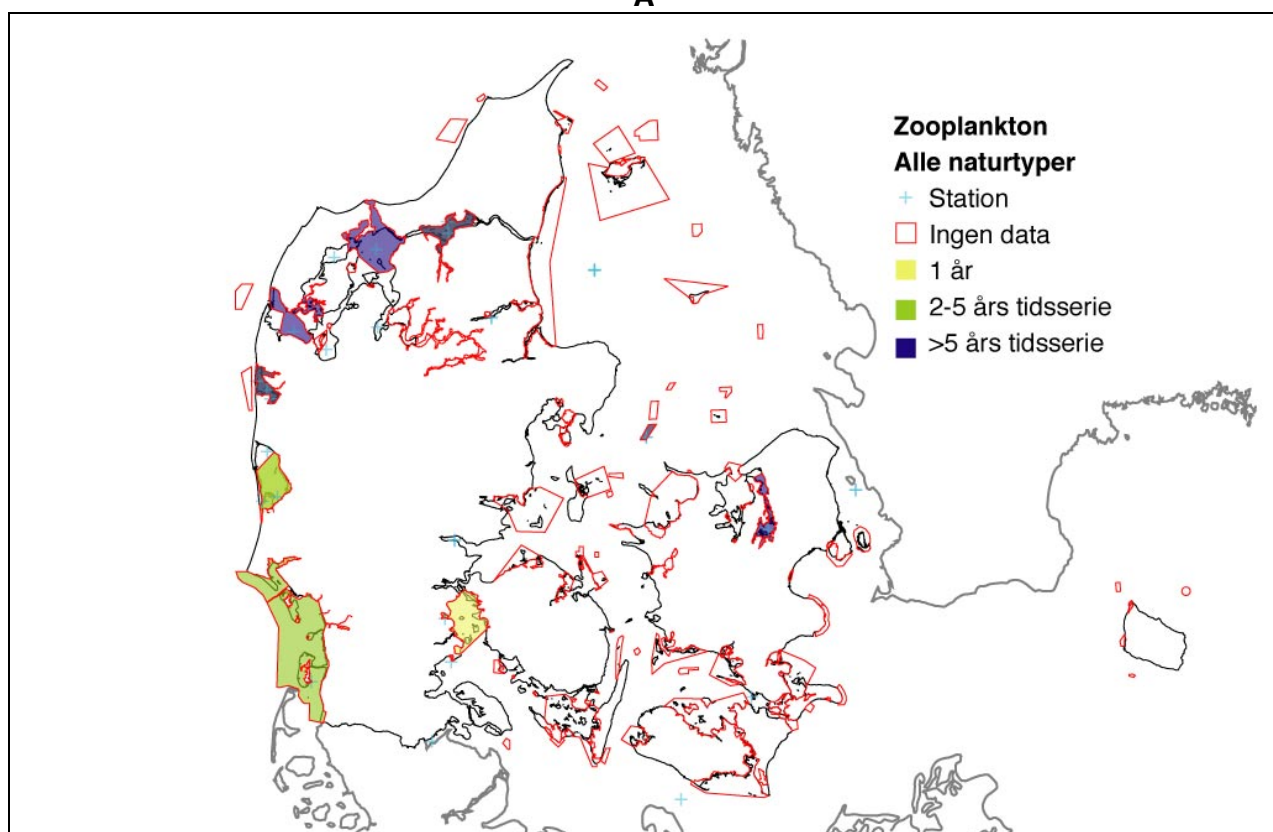 A
Zooplankton
Alle naturtyper
Station
Ingen data
1 år
2-5 års tidsserie
>5 års tidsserie